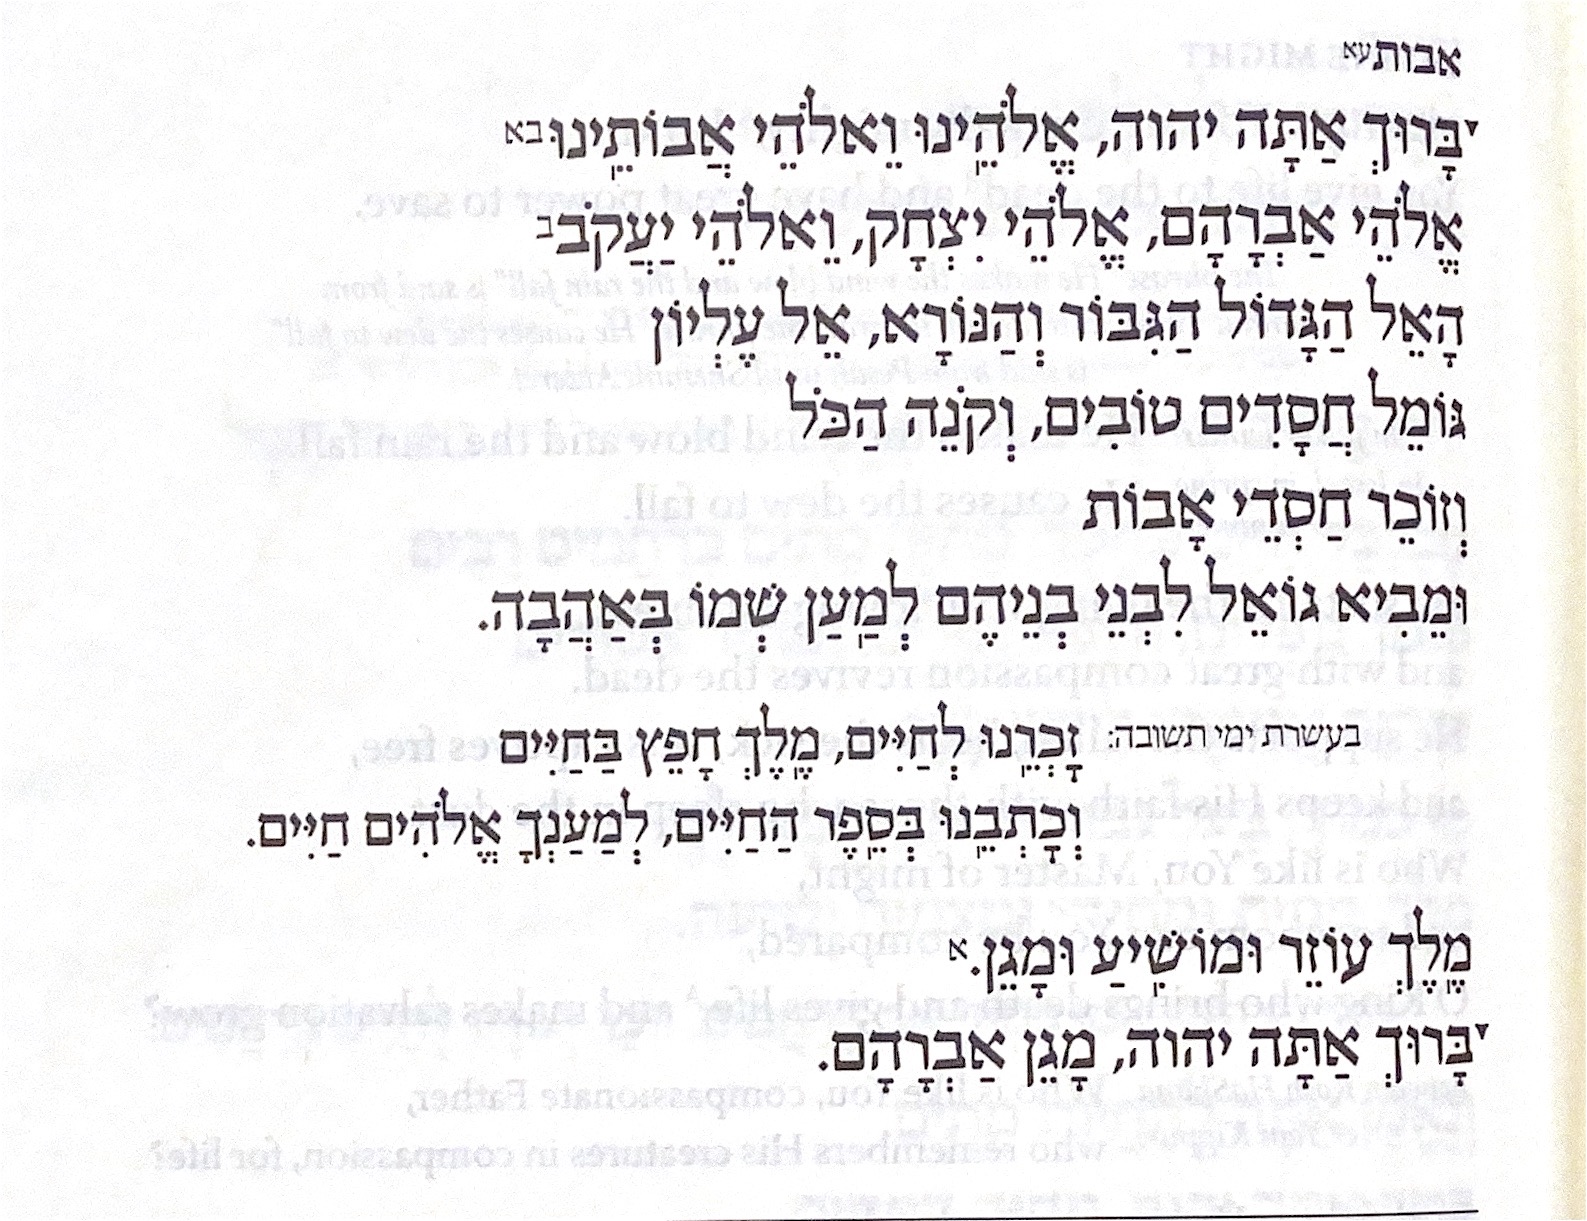 אבות עא
בָּרוּךְ אַתָּה יהוה, אֱלֹהֵֽינוּ וֵאלֹהֵי אֲבוֹתֵֽינוּ בא
אֱלֹהֵי אַבְרָהָם, אֱלֹהֵי יִצְחָק, וֵאלֹהֵי יַעֲקֹב ב
הָאֵל הַגָּדוֹל הַגִּבּוֹר וְהַנּוֹרָא, אֵל עֶלְיוֹן
גּוֹמֵל חֲסָדִים טוֹבִים, וְקֹנֵה הַכֹּל
וְזוֹכֵר חַסְדֵי אָבוֹת
וּמֵבִיא גוֹאֵל לִבְנֵי בְנֵיהֶם לְמַֽעַן שְׁמוֹ בְּאַהֲבָה.
בעשרת ימי תשובה: זָכְרֵֽנוּ לְחַיִּים, מֶֽלֶךְ חָפֵץ בַּחַיִּים
וְכָתְבֵֽנוּ בְּסֵֽפֶר הַחַיִּים, לְמַעַנְךָ אֱלֹהִים חַיִּים.
מֶֽלֶךְ עוֹזֵר וּמוֹשִֽׁיעַ וּמָגֵן. א
בָּרוּךְ אַתָּה יהוה, מָגֵן אַבְרָהָם.